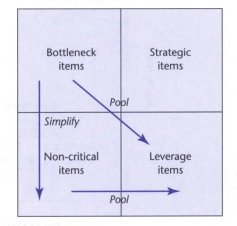 Bottleneck
items
Strategic
items
Pool
Simplify
Non-critical
items
Leverage
items
Pool